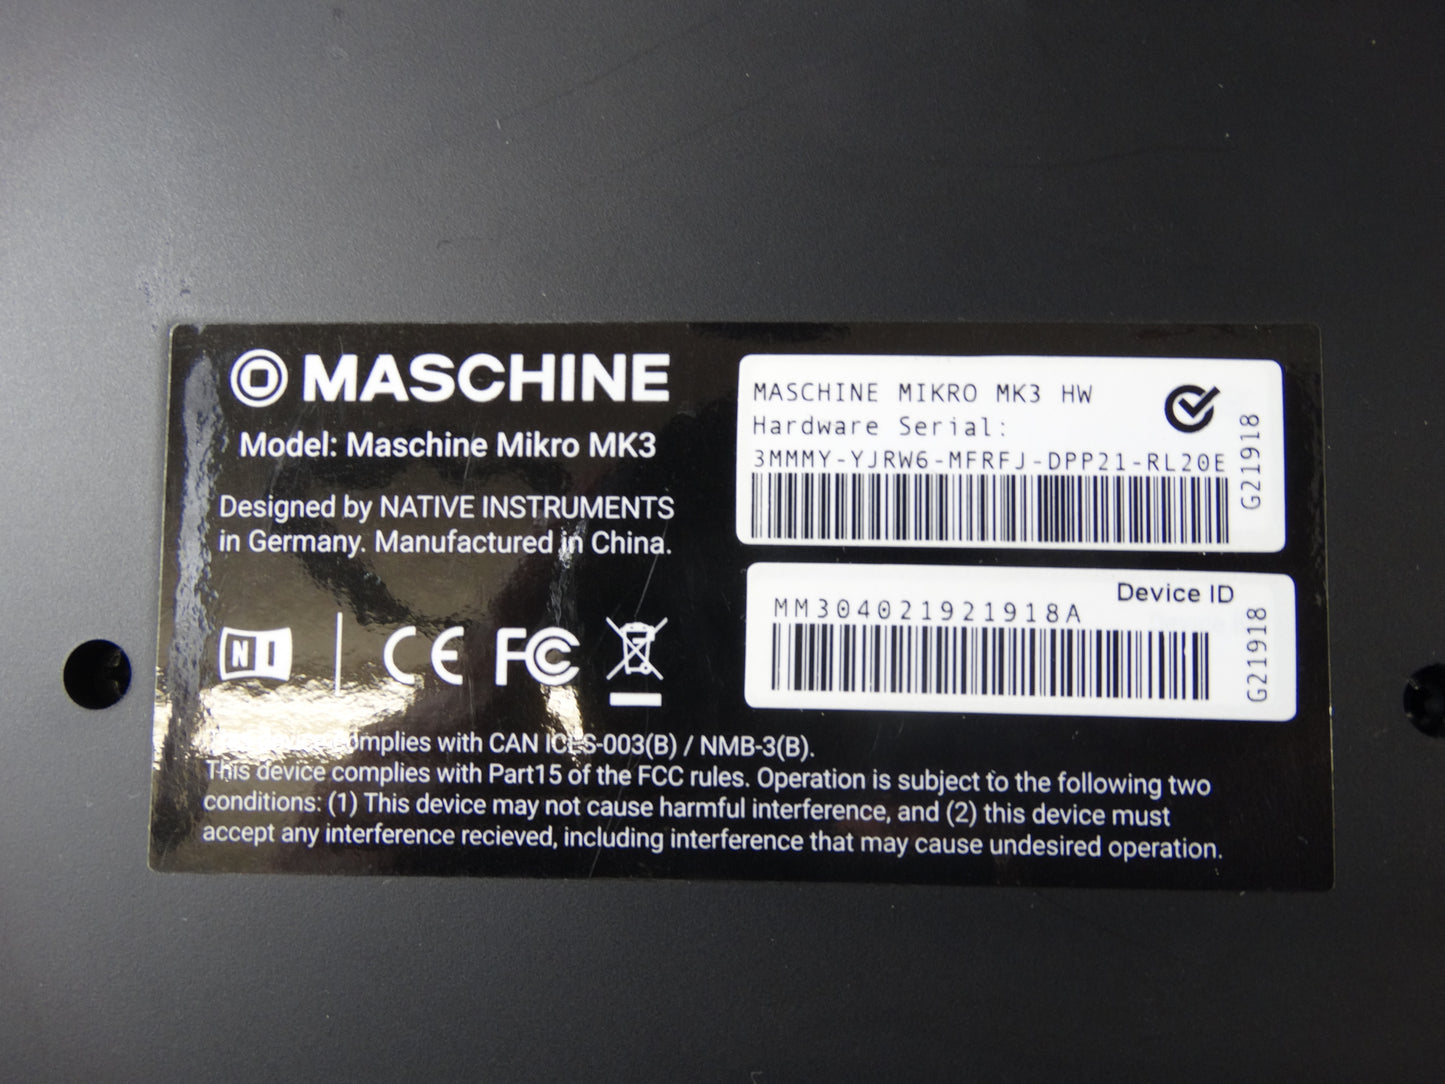 MASCHINE
Model: Maschine Mikro MK3
Designed by NATIVE INSTRUMENTS
in Germany. Manufactured in China.
NI
CE FC
complies with CAN ICES-003(B) / NMB-3(B).
This device complies with Part15 of the FCC rules. Operation is subject to the following two
conditions: (1) This device may not cause harmful interference, and (2) this device must
accept any interference recieved, including interference that may cause undesired operation.
MASCHINE MIKRO MK3 HW
Hardware Serial:
3MMMY-YJRW6-MFRFJ-DPP21-RL20E
G21918
Device ID
MM304021921918A
G21918